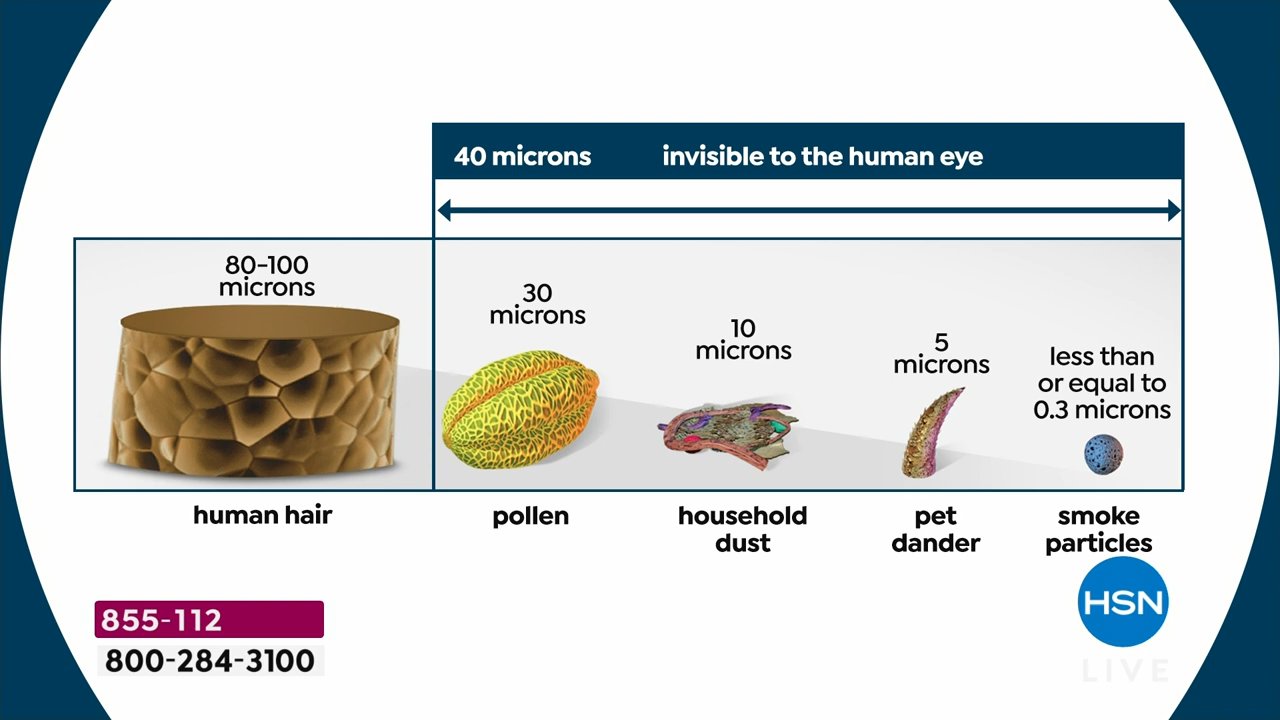 40 microns invisible to the human eye
80-100
microns
30
microns
10
microns
5
microns
less than
or equal to
0.3 microns
human hair
pollen
household
dust
pet
dander
smoke
particles
855-112
800-284-3100
HSN
LIVE